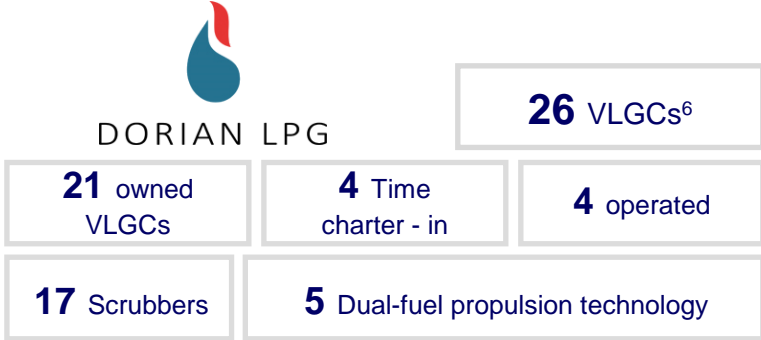 DORIAN LPG
26 VLGCs6
21 owned
VLGCs
4 Time
charter - in
4 operated
17 Scrubbers
5 Dual-fuel propulsion technology